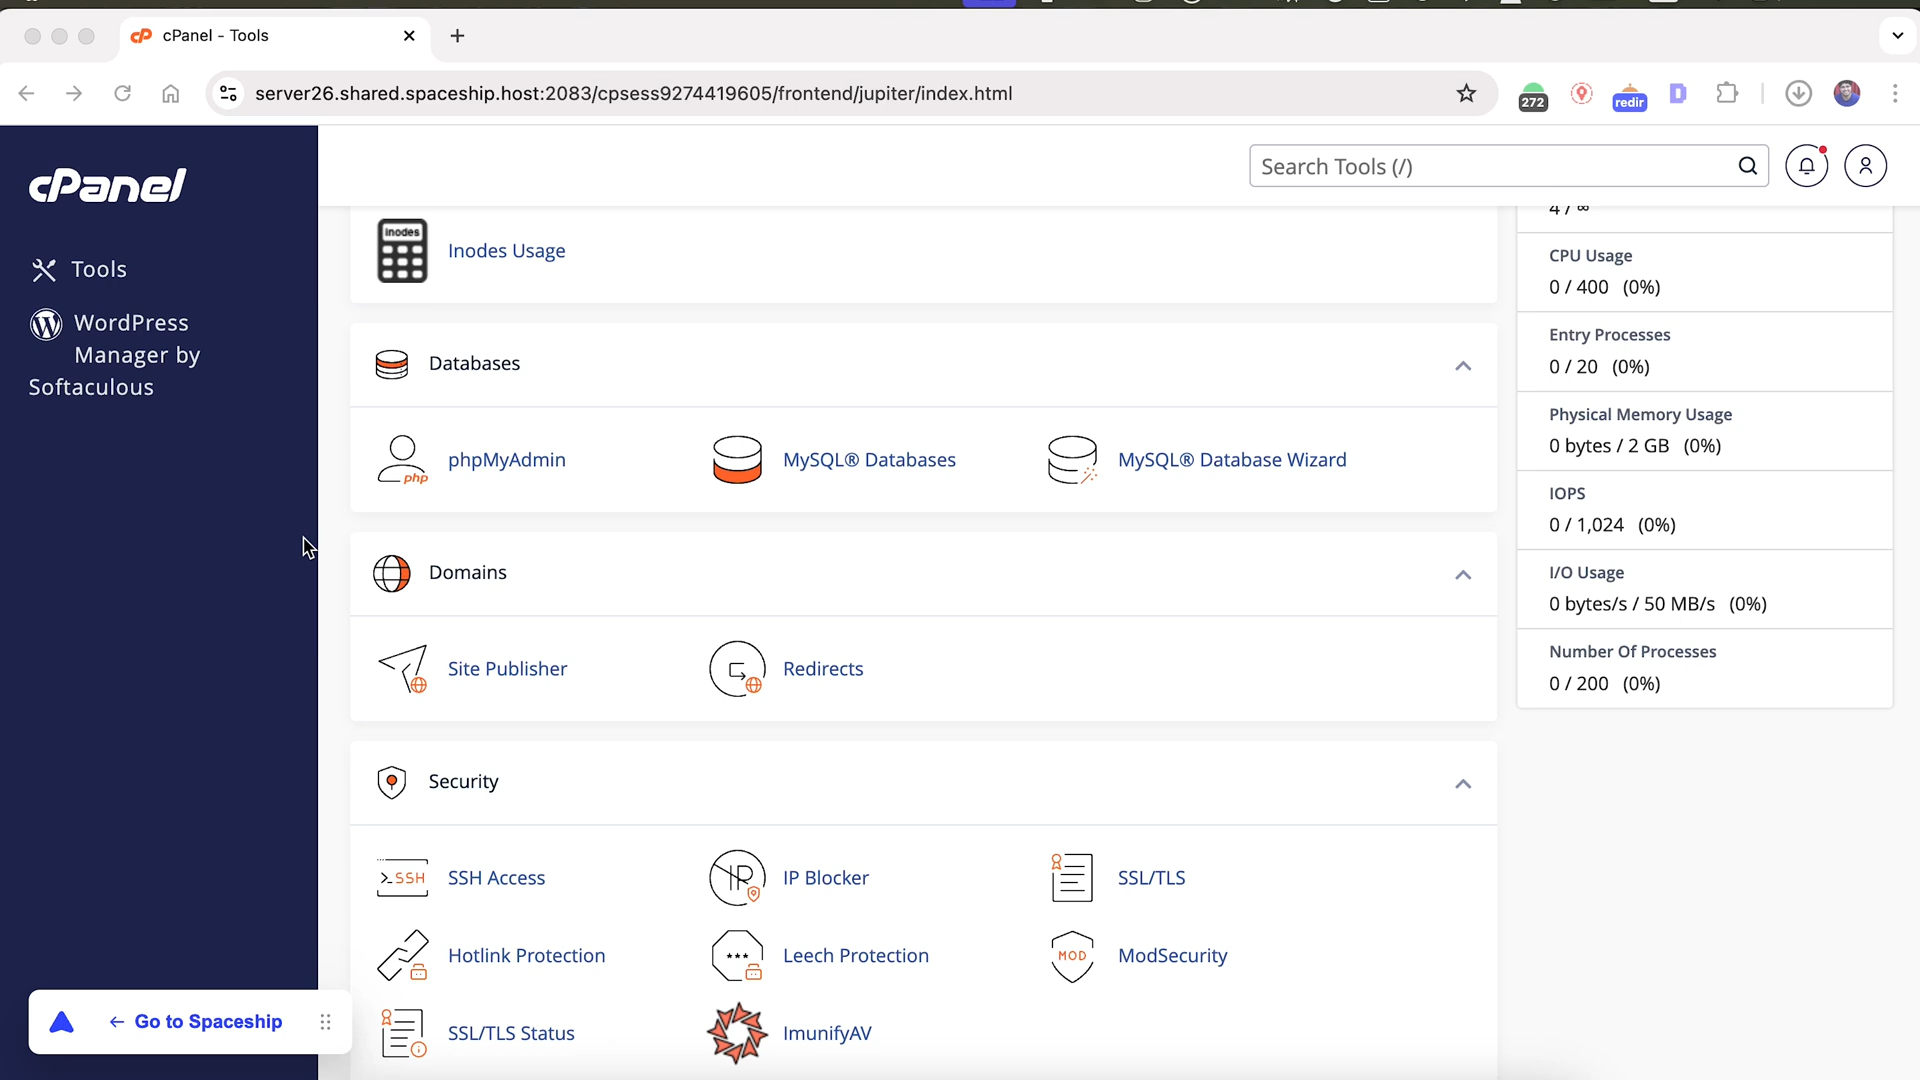 cPanel - Tools
server26.shared.spaceship.host:2083/cpsess9274419605/frontend/jupiter/index.html
272
redir
D
cPanel
Search Tools (/)
Tools
WordPress
Manager by
Softaculous
inodes
Inodes Usage
Databases
php
phpMyAdmin
MySQL® Databases
MySQL® Database Wizard
Domains
Site Publisher
Redirects
Security
>_SSH
SSH Access
IP
IP Blocker
SSL/TLS
Hotlink Protection
Leech Protection
MOD
ModSecurity
SSL/TLS Status
ImunifyAV
4 / ∞
CPU Usage
0 / 400 (0%)
Entry Processes
0 / 20 (0%)
Physical Memory Usage
0 bytes / 2 GB (0%)
IOPS
0 / 1,024 (0%)
I/O Usage
0 bytes/s / 50 MB/s (0%)
Number Of Processes
0 / 200 (0%)
← Go to Spaceship